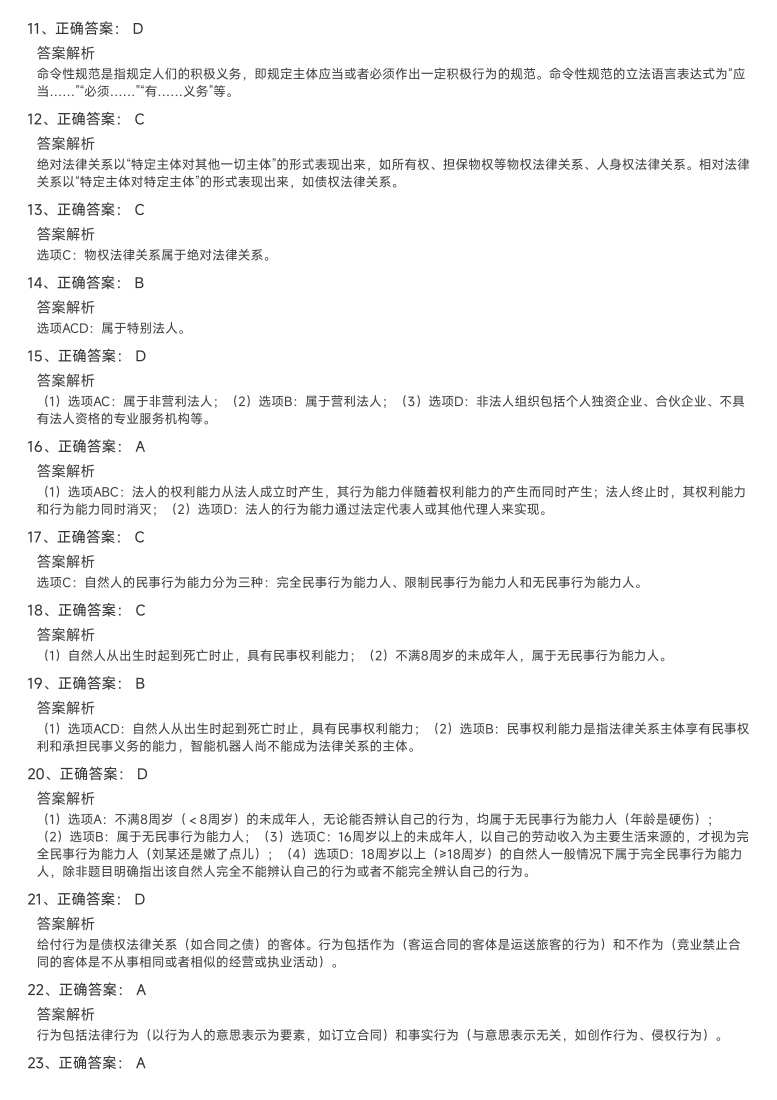 11、正确答案： D
答案解析
命令性规范是指规定人们的积极义务，即规定主体应当或者必须作出一定积极行为的规范。命令性规范的立法语言表达式为“应
当……”“必须……”“有……义务”等。
12、正确答案： C
答案解析
绝对法律关系以“特定主体对其他一切主体”的形式表现出来，如所有权、担保物权等物权法律关系、人身权法律关系。相对法律
关系以“特定主体对特定主体”的形式表现出来，如债权法律关系。
13、正确答案： C
答案解析
选项C：物权法律关系属于绝对法律关系。
14、正确答案： B
答案解析
选项ACD：属于特别法人。
15、正确答案： D
答案解析
（1）选项AC：属于非营利法人；（2）选项B：属于营利法人；（3）选项D：非法人组织包括个人独资企业、合伙企业、不具
有法人资格的专业服务机构等。
16、正确答案： A
答案解析
（1）选项ABC：法人的权利能力从法人成立时产生，其行为能力伴随着权利能力的产生而同时产生；法人终止时，其权利能力
和行为能力同时消灭；（2）选项D：法人的行为能力通过法定代表人或其他代理人来实现。
17、正确答案： C
答案解析
选项C：自然人的民事行为能力分为三种：完全民事行为能力人、限制民事行为能力人和无民事行为能力人。
18、正确答案： C
答案解析
（1）自然人从出生时起到死亡时止，具有民事权利能力；（2）不满8周岁的未成年人，属于无民事行为能力人。
19、正确答案： B
答案解析
（1）选项ACD：自然人从出生时起到死亡时止，具有民事权利能力；（2）选项B：民事权利能力是指法律关系主体享有民事权
利和承担民事义务的能力，智能机器人尚不能成为法律关系的主体。
20、正确答案： D
答案解析
（1）选项A：不满8周岁（＜8周岁）的未成年人，无论能否辨认自己的行为，均属于无民事行为能力人（年龄是硬伤）；
（2）选项B：属于无民事行为能力人；（3）选项C：16周岁以上的未成年人，以自己的劳动收入为主要生活来源的，才视为完
全民事行为能力人（刘某还是嫩了点儿）；（4）选项D：18周岁以上（≥18周岁）的自然人一般情况下属于完全民事行为能力
人，除非题目明确指出该自然人完全不能辨认自己的行为或者不能完全辨认自己的行为。
21、正确答案： D
答案解析
给付行为是债权法律关系（如合同之债）的客体。行为包括作为（客运合同的客体是运送旅客的行为）和不作为（竞业禁止合
同的客体是不从事相同或者相似的经营或执业活动）。
22、正确答案： A
答案解析
行为包括法律行为（以行为人的意思表示为要素，如订立合同）和事实行为（与意思表示无关，如创作行为、侵权行为）。
23、正确答案： A